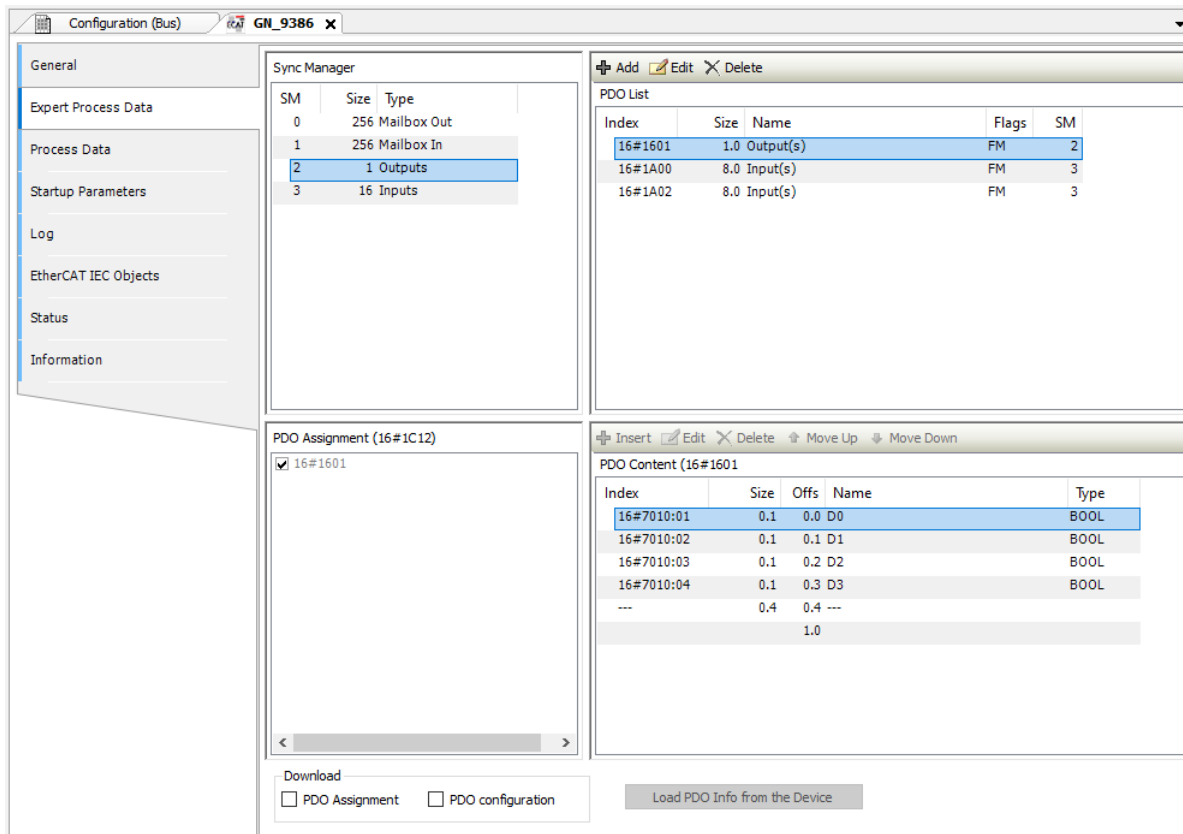 Configuration (Bus) ECAT GN_9386
General
Expert Process Data
Process Data
Startup Parameters
Log
EtherCAT IEC Objects
Status
Information
Sync Manager
SM Size Type
0 256 Mailbox Out
1 256 Mailbox In
2 1 Outputs
3 16 Inputs
Add Edit Delete
PDO List
Index Size Name Flags SM
16#1601 1.0 Output(s) FM 2
16#1A00 8.0 Input(s) FM 3
16#1A02 8.0 Input(s) FM 3
PDO Assignment (16#1C12)
16#1601
Insert Edit Delete Move Up Move Down
PDO Content (16#1601
Index Size Offs Name Type
16#7010:01 0.1 0.0 D0 BOOL
16#7010:02 0.1 0.1 D1 BOOL
16#7010:03 0.1 0.2 D2 BOOL
16#7010:04 0.1 0.3 D3 BOOL
--- 0.4 0.4 ---
1.0
Download
PDO Assignment PDO configuration
Load PDO Info from the Device